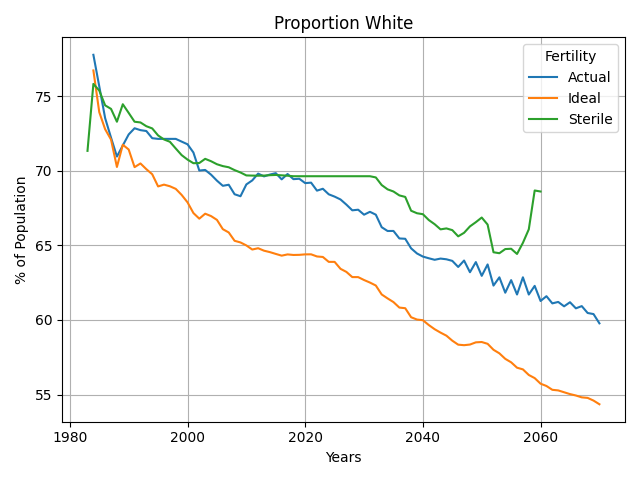 Proportion White
Fertility
Actual
Ideal
Sterile
% of Population
75
70
65
60
55
1980
2000
2020
2040
2060
Years